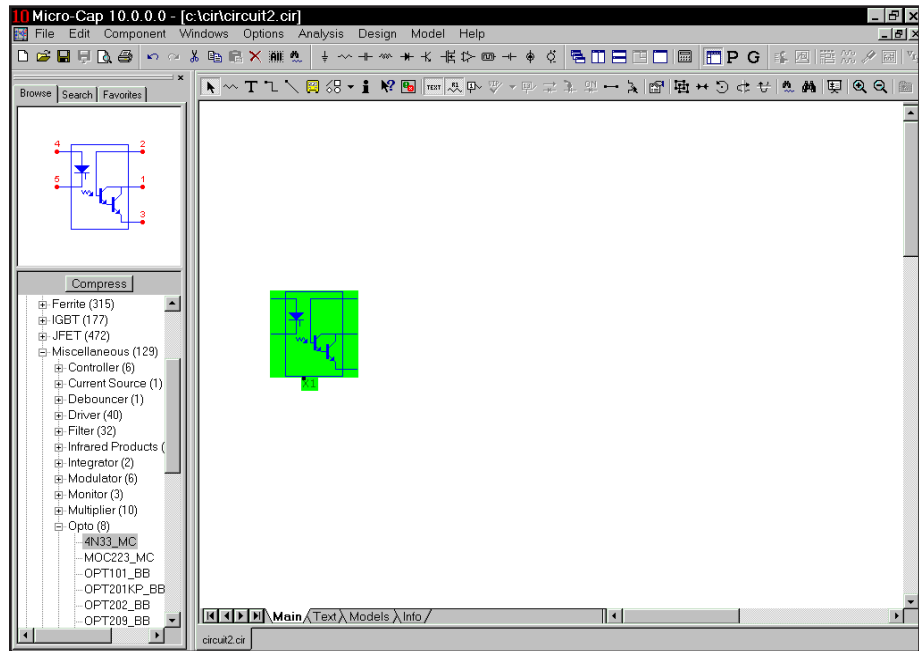 10 Micro-Cap 10.0.0.0 - [c:\cir\circuit2.cir]
File Edit Component Windows Options Analysis Design Model Help
P G
Browse Search Favorites
T i TEXT
4 2
5 1
3
Compress
Ferrite (315)
IGBT (177)
JFET (472)
Miscellaneous (129)
Controller (6)
Current Source (1)
Debouncer (1)
Driver (40)
Filter (32)
Infrared Products (
Integrator (2)
Modulator (6)
Monitor (3)
Multiplier (10)
Opto (8)
4N33_MC
MOC223_MC
OPT101_BB
OPT201KP_BB
OPT202_BB
OPT209_BB
X1
Main Text Models Info
circuit2.cir